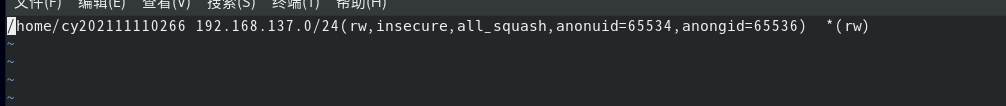 文件(F) 编辑(E) 查看(V) 搜索(S) 终端(T) 帮助(H)
/home/cy202111110266 192.168.137.0/24(rw,insecure,all_squash,anonuid=65534,anongid=65536) *(rw)
~
~
~
~